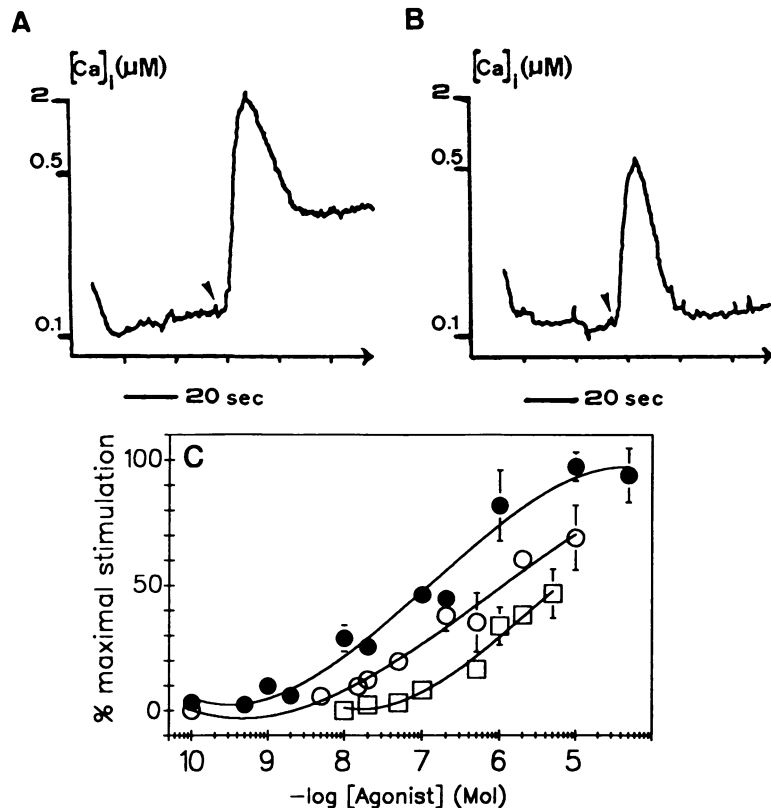 A
[Ca]i (µM)
2
0.5
0.1
20 sec
B
[Ca]i (µM)
2
0.5
0.1
20 sec
C
% maximal stimulation
100
50
0
10 9 8 7 6 5
-log [Agonist] (Mol)